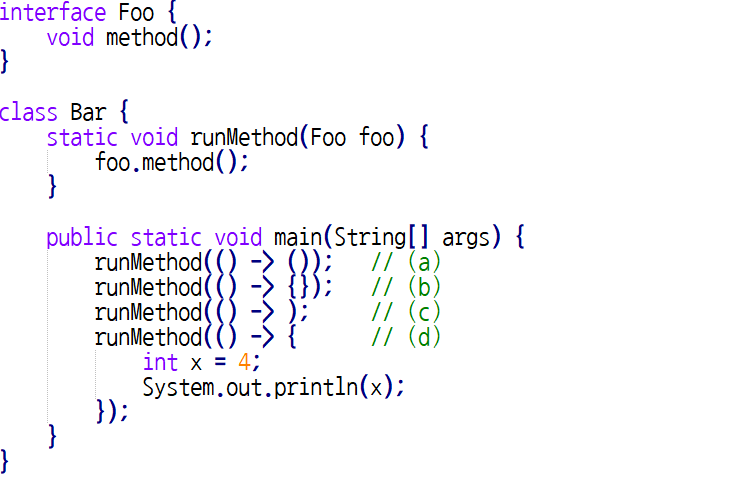 interface Foo {
    void method();
}

class Bar {
    static void runMethod(Foo foo) {
        foo.method();
    }

    public static void main(String[] args) {
        runMethod(() -> ());   // (a)
        runMethod(() -> {});   // (b)
        runMethod(() -> );     // (c)
        runMethod(() -> {      // (d)
            int x = 4;
            System.out.println(x);
        });
    }
}